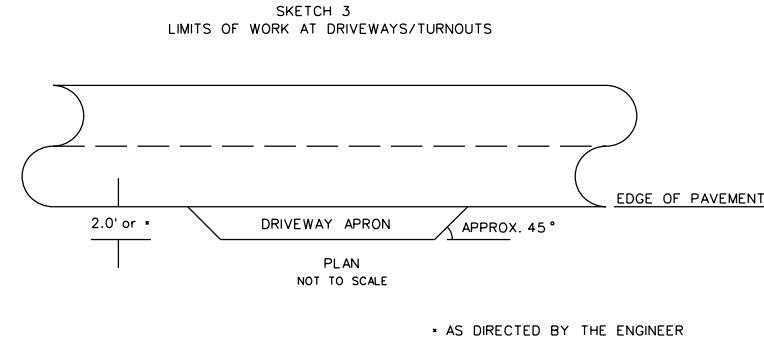 SKETCH 3
LIMITS OF WORK AT DRIVEWAYS/TURNOUTS
EDGE OF PAVEMENT
2.0' or *
DRIVEWAY APRON
APPROX. 45°
PLAN
NOT TO SCALE
* AS DIRECTED BY THE ENGINEER